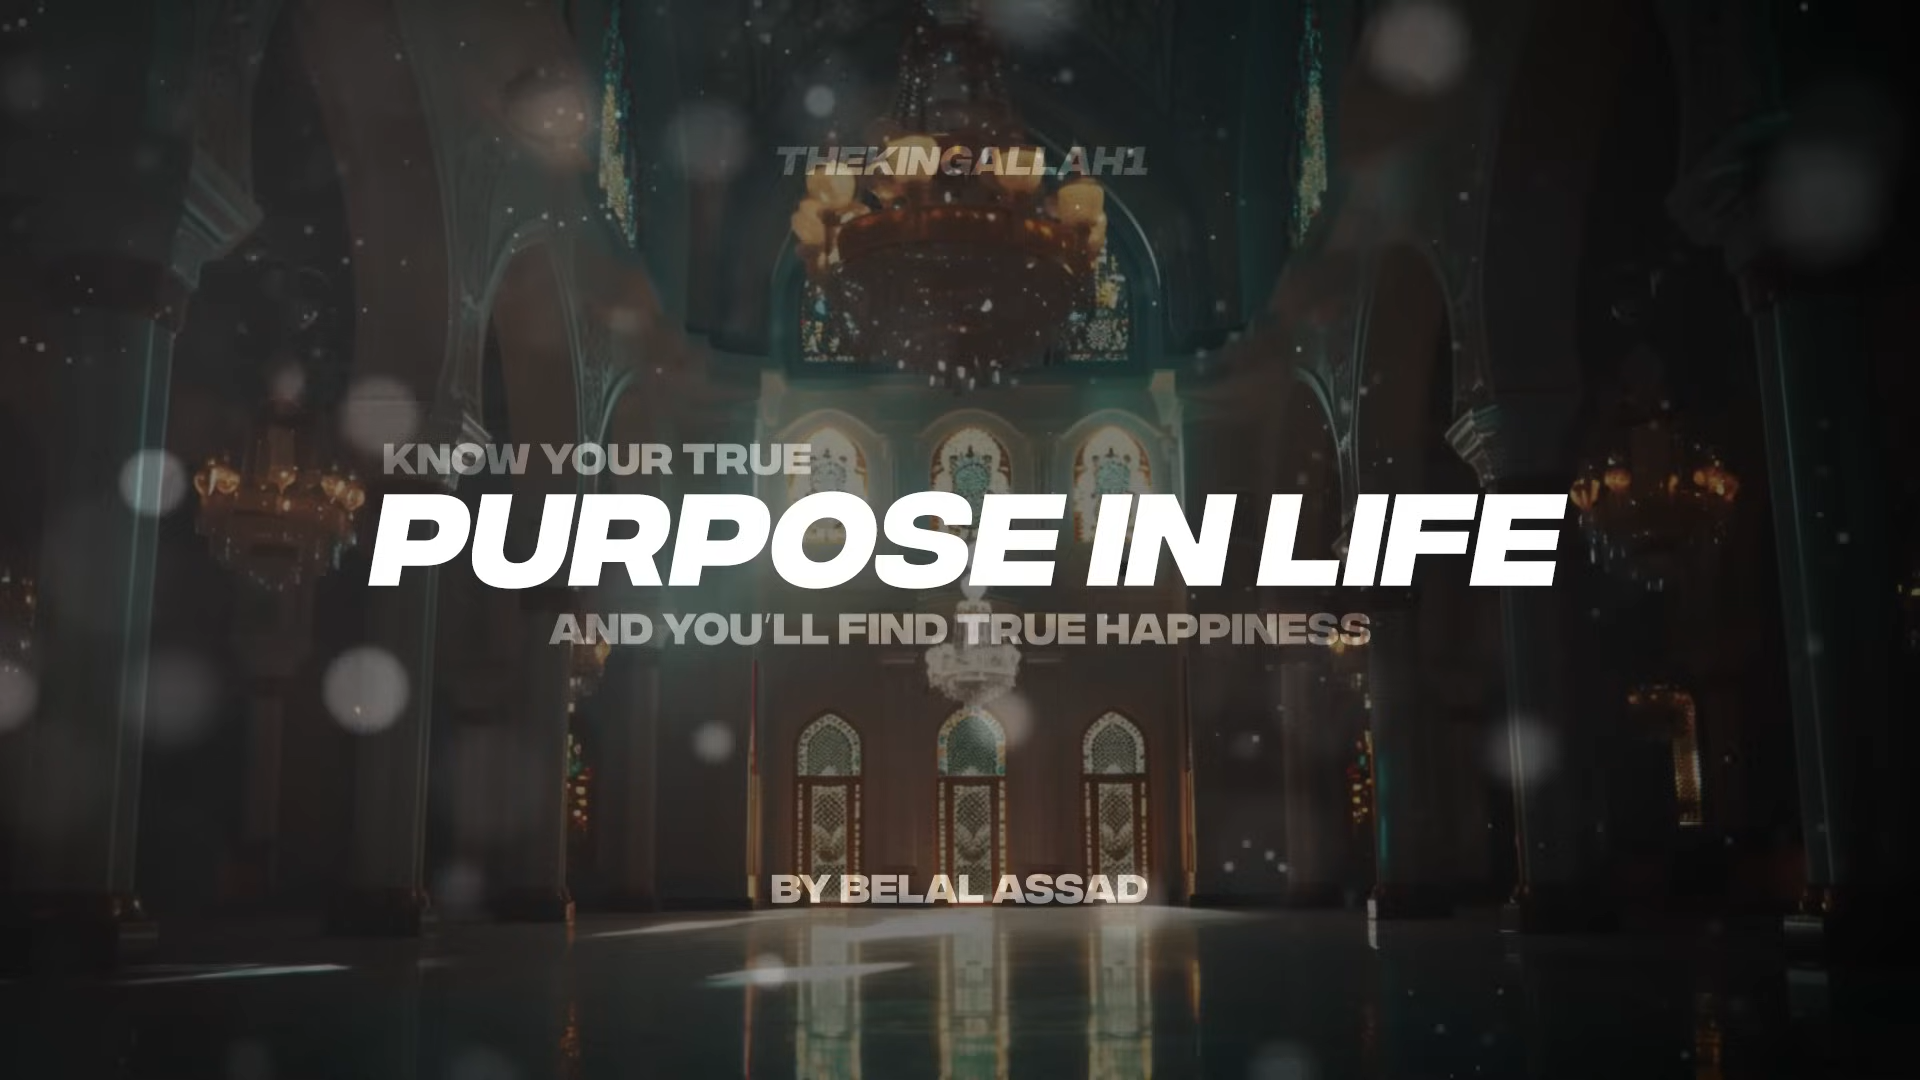 THEKINGALLAH1
KNOW YOUR TRUE
PURPOSE IN LIFE
AND YOU'LL FIND TRUE HAPPINESS
BY BELAL ASSAD